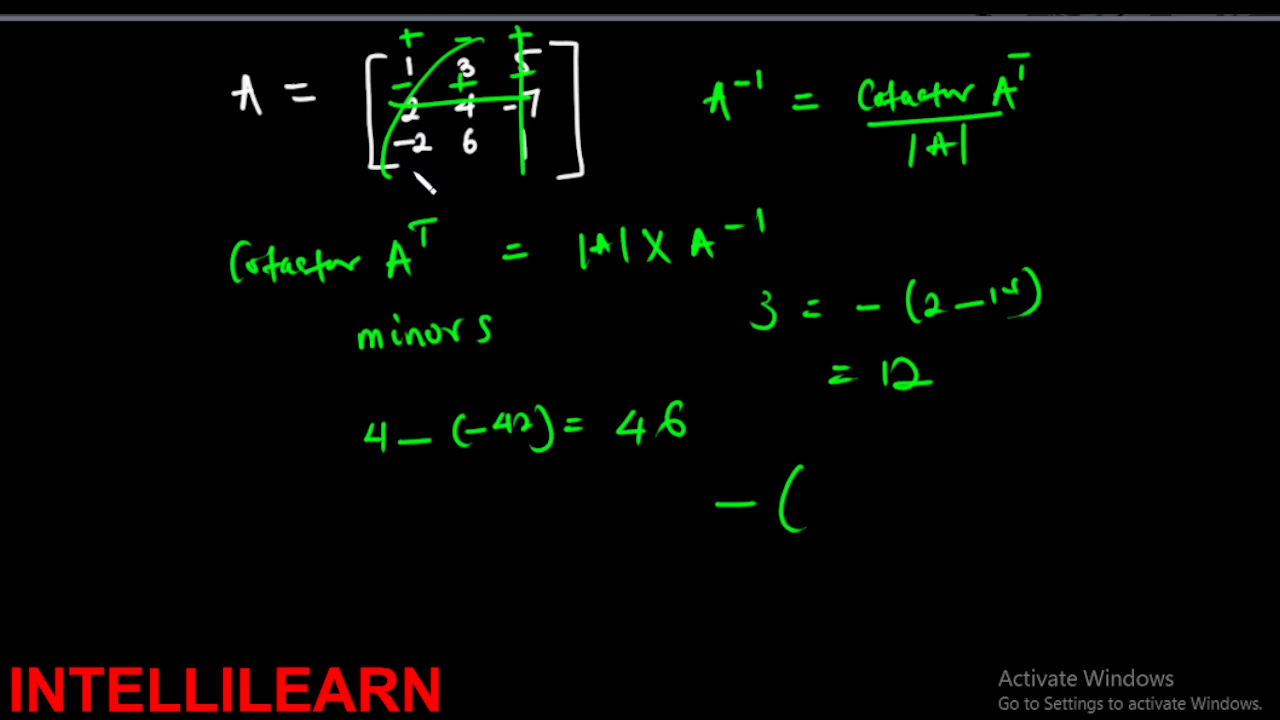 + - +
A = [ 1 3 5
- + -
2 4 -7
-2 6 1 ]
A⁻¹ = Cofactor Aᵀ
|A|
Cofactor Aᵀ = |A| X A⁻¹
minors
3 = - (2 - 14)
= 12
4 - (-42) = 46
- (
INTELLILEARN
Activate Windows
Go to Settings to activate Windows.